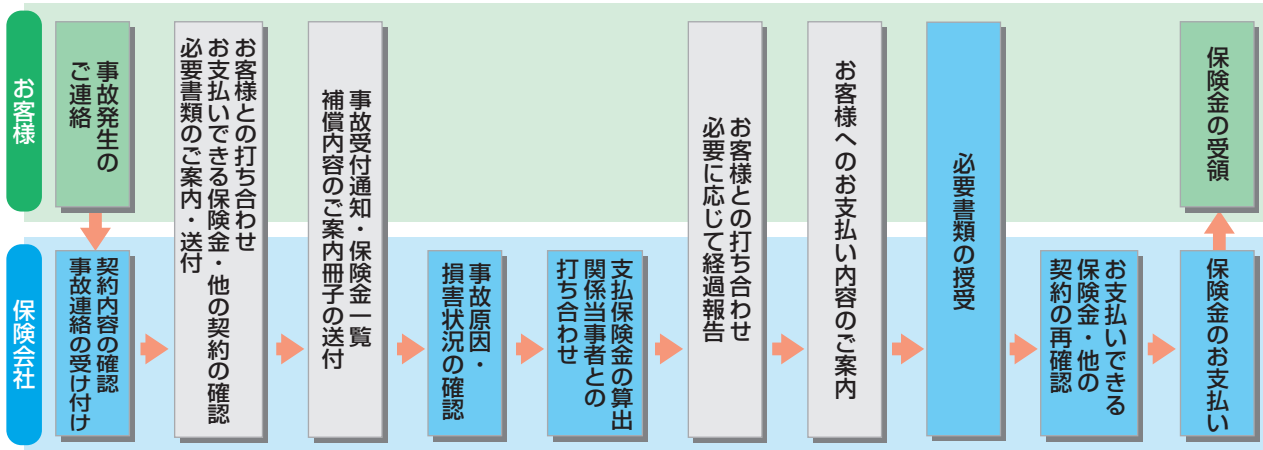 お客様
保険会社
事故発生の
ご連絡
契約内容の確認
事故連絡の受け付け
お客様との打ち合わせ
お支払いできる保険金・他の契約の確認
必要書類のご案内・送付
事故受付通知・保険金一覧
補償内容のご案内冊子の送付
事故原因・
損害状況の確認
支払保険金の算出
関係当事者との
打ち合わせ
お客様との打ち合わせ
必要に応じて経過報告
お客様へのお支払い内容のご案内
必要書類の授受
お支払いできる
保険金・他の
契約の再確認
保険金のお支払い
保険金の受領